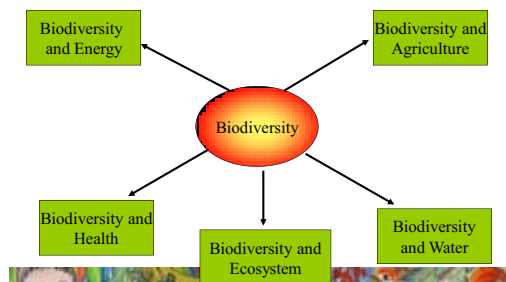 Biodiversity
and Energy
Biodiversity and
Agriculture
Biodiversity
Biodiversity and
Health
Biodiversity and
Ecosystem
Biodiversity
and Water